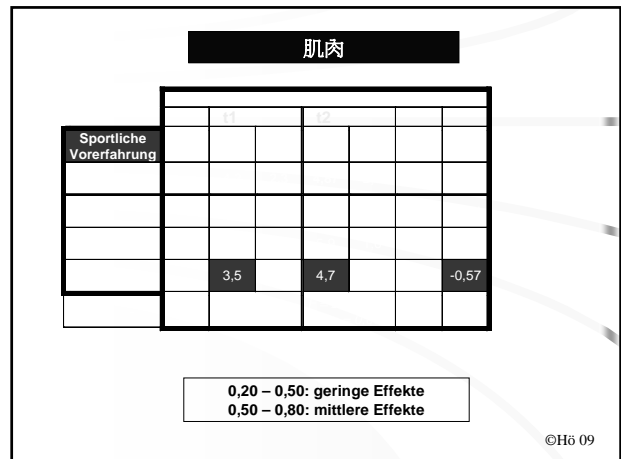 肌肉
t1 t2
Sportliche
Vorerfahrung
3,5 4,7 -0,57
0,20 – 0,50: geringe Effekte
0,50 – 0,80: mittlere Effekte
©Hö 09